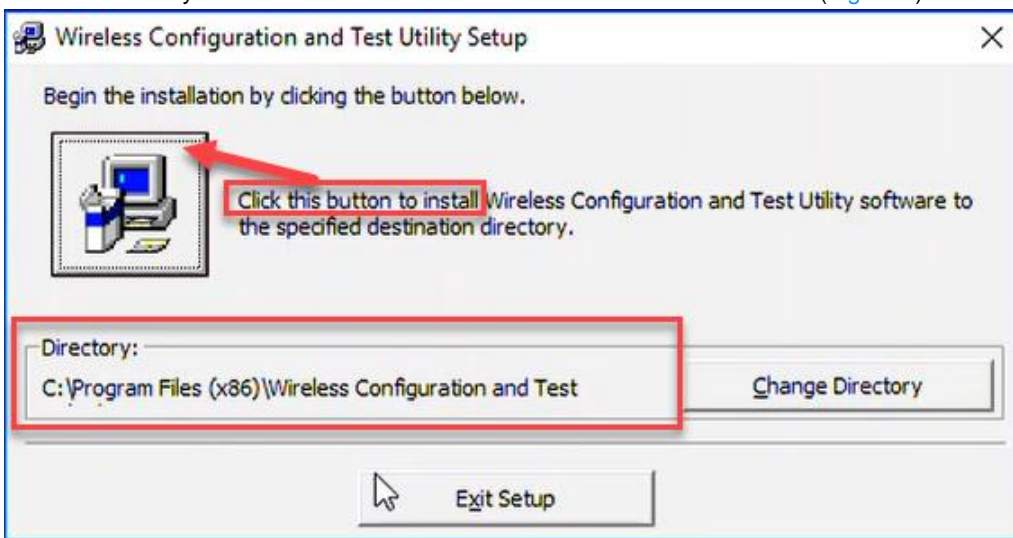 Wireless Configuration and Test Utility Setup
Begin the installation by clicking the button below.
Click this button to install Wireless Configuration and Test Utility software to
the specified destination directory.
Directory:
C:\Program Files (x86)\Wireless Configuration and Test
Change Directory
Exit Setup